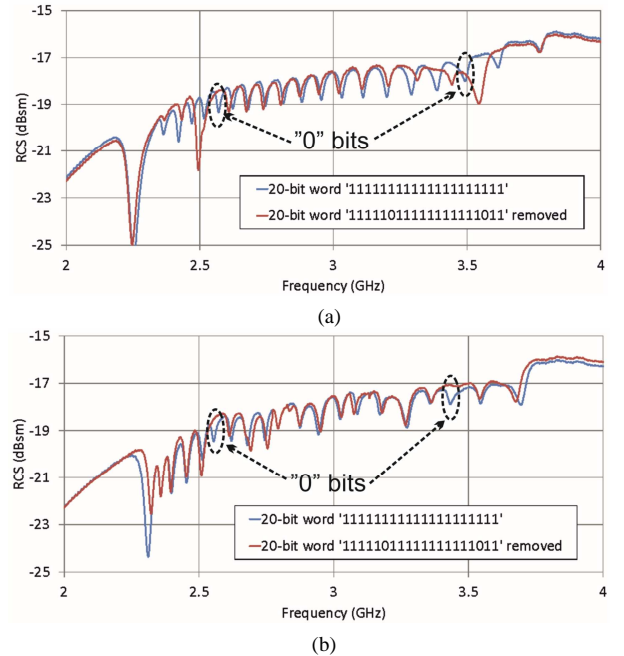 -15
-17
-19
-21
-23
-25
RCS (dBsm)
"0" bits
20-bit word '11111111111111111111'
20-bit word '11111011111111111011' removed
2 2.5 3 3.5 4
Frequency (GHz)
(a)
-15
-17
-19
-21
-23
-25
RCS (dBsm)
"0" bits
20-bit word '11111111111111111111'
20-bit word '11111011111111111011' removed
2 2.5 3 3.5 4
Frequency (GHz)
(b)